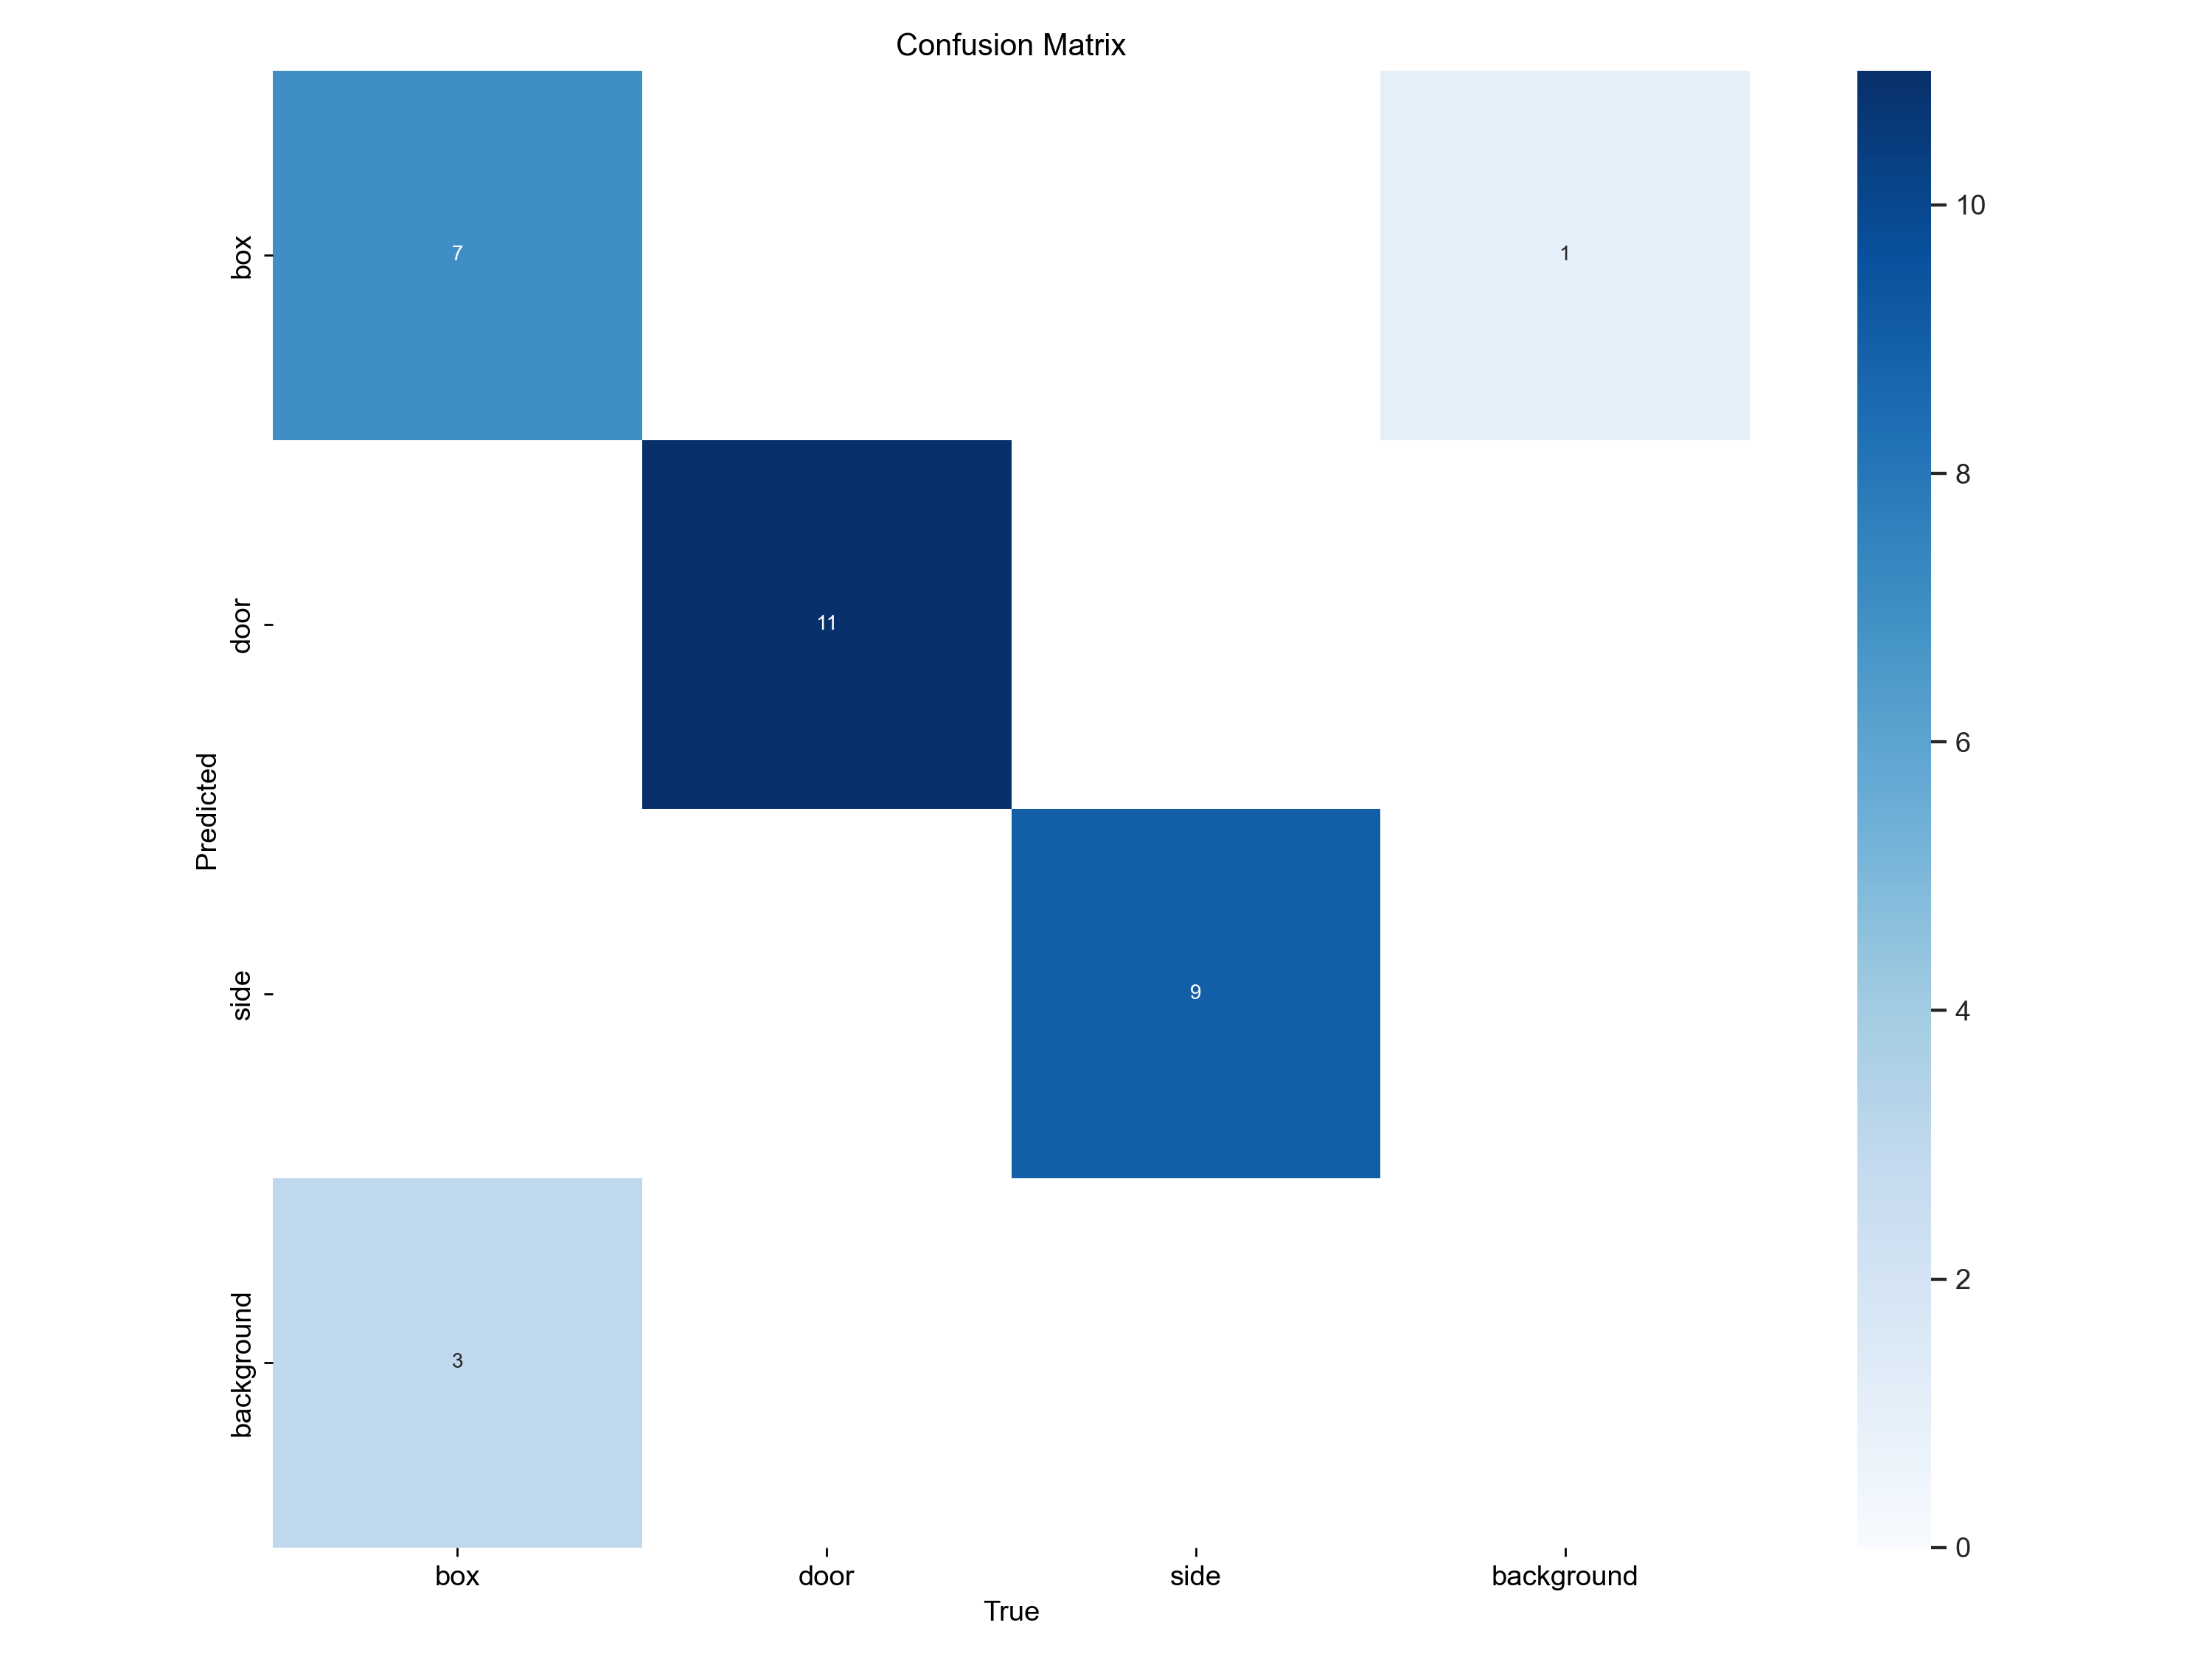 Confusion Matrix
box
door
side
background
Predicted
7
1
11
9
3
box
door
side
background
True
10
8
6
4
2
0